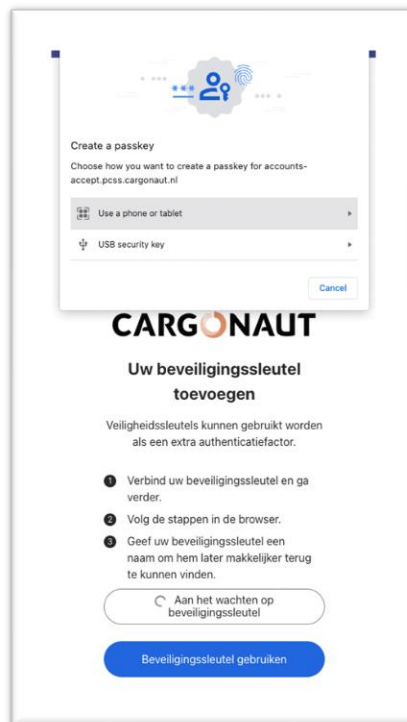 Create a passkey
Choose how you want to create a passkey for accounts-
accept.pcss.cargonaut.nl
Use a phone or tablet
USB security key
Cancel
CARGONAUT
Uw beveiligingssleutel
toevoegen
Veiligheidssleutels kunnen gebruikt worden
als een extra authenticatiefactor.
1 Verbind uw beveiligingssleutel en ga
verder.
2 Volg de stappen in de browser.
3 Geef uw beveiligingssleutel een
naam om hem later makkelijker terug
te kunnen vinden.
Aan het wachten op
beveiligingssleutel
Beveiligingssleutel gebruiken